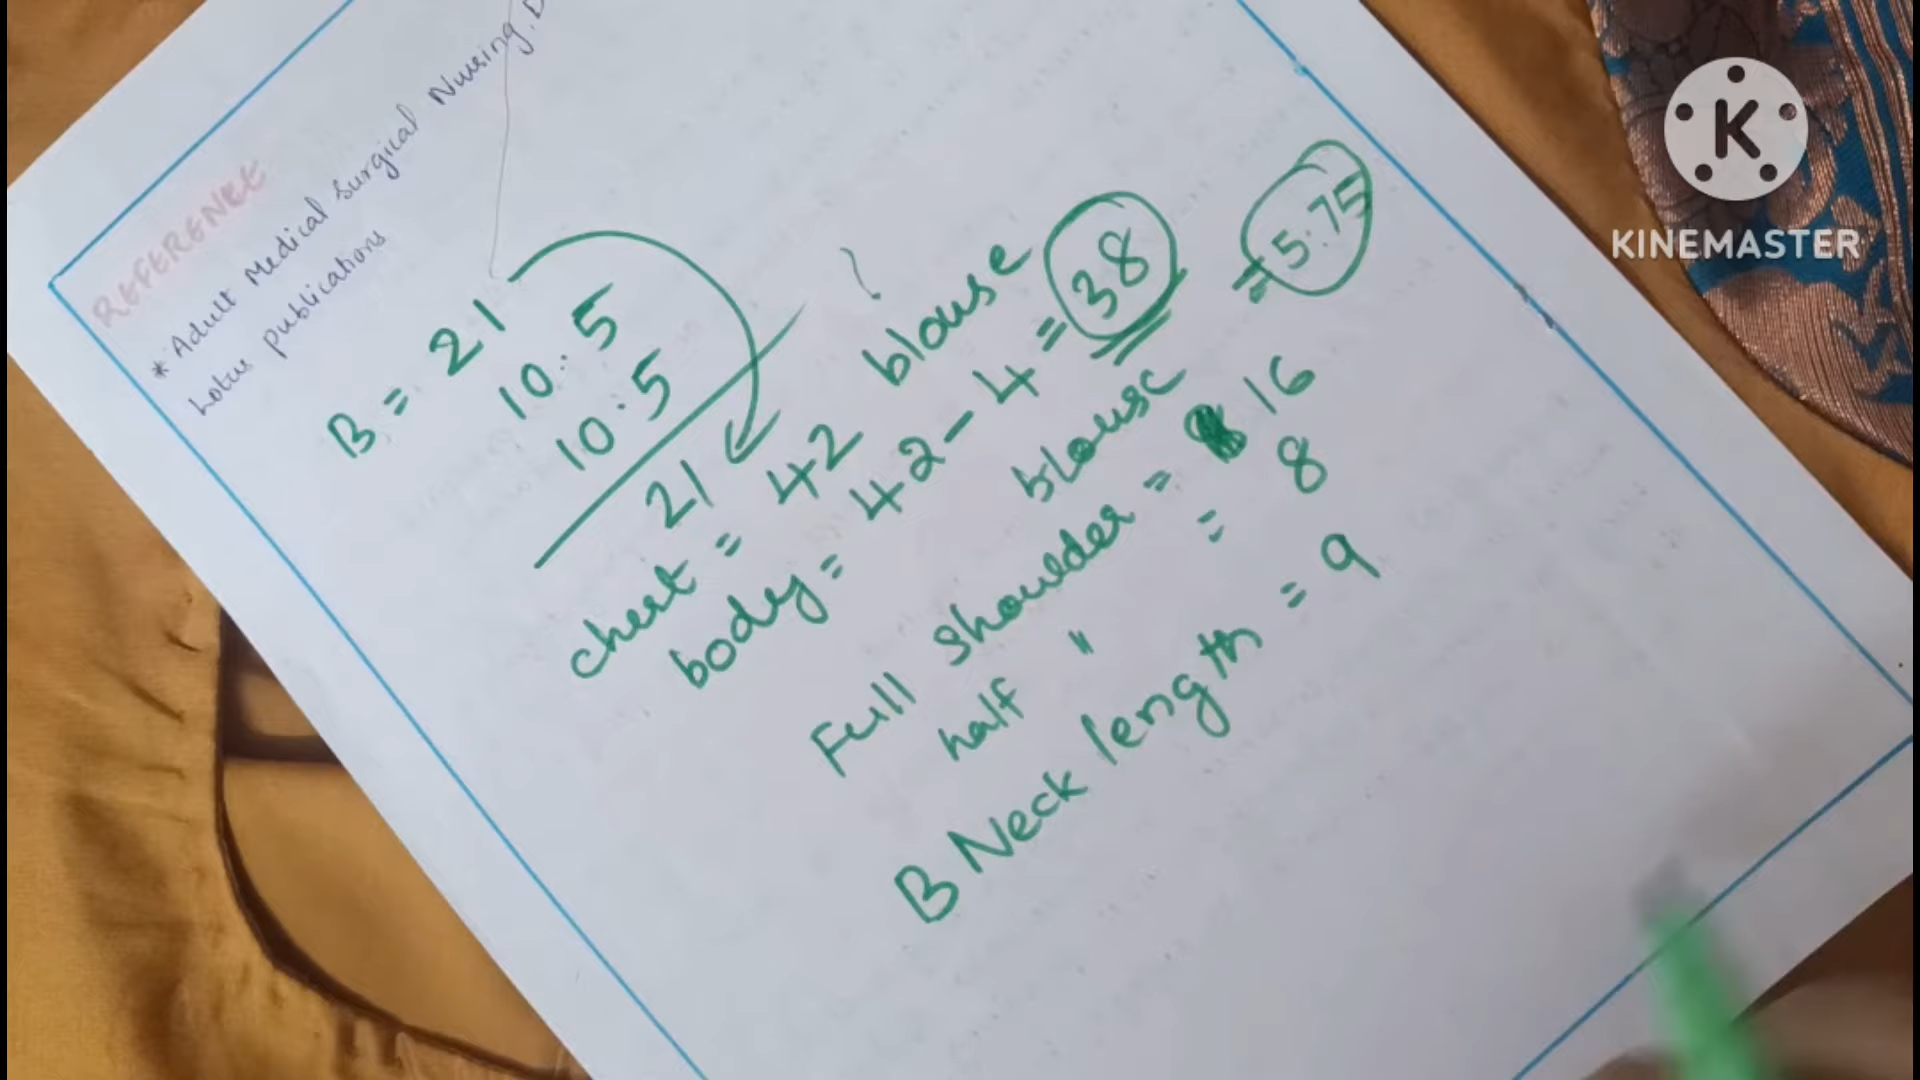 REFERENCE
* Adult Medical Surgical Nursing,
Lotus publications
B = 21
10.5
10.5
21
chest = 42 blouse
body = 42 - 4 = 38
blouse = 5.75
Full shoulder = 16
half " = 8
B Neck length = 9
K
KINEMASTER